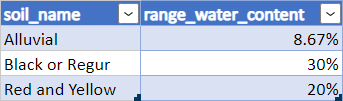 soil_name range_water_content
Alluvial 8.67%
Black or Regur 30%
Red and Yellow 20%